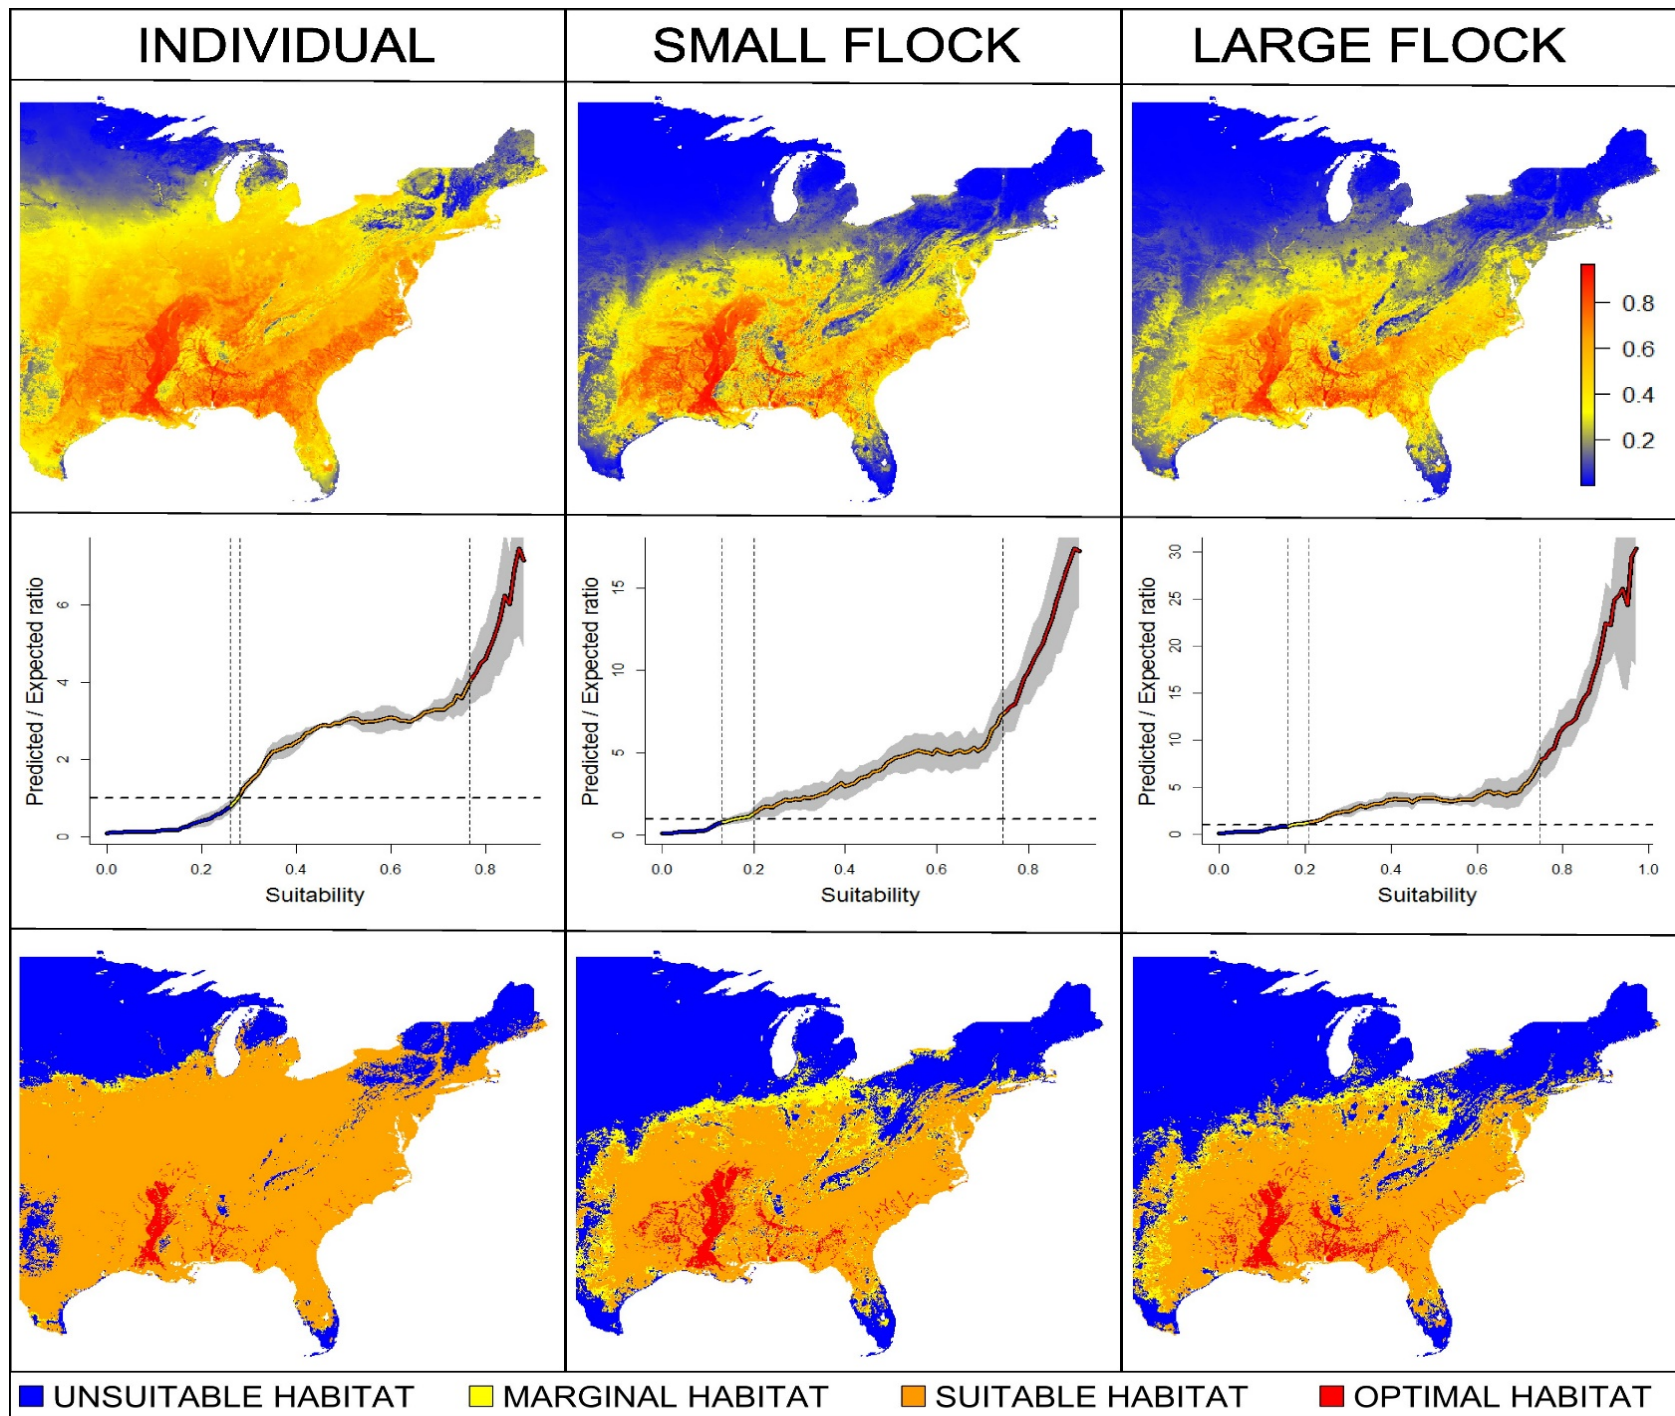 INDIVIDUAL
SMALL FLOCK
LARGE FLOCK
0.8
0.6
0.4
0.2
Predicted / Expected ratio
6
4
2
0
0.0 0.2 0.4 0.6 0.8
Suitability
Predicted / Expected ratio
15
10
5
0
0.0 0.2 0.4 0.6 0.8
Suitability
Predicted / Expected ratio
30
25
20
15
10
5
0
0.0 0.2 0.4 0.6 0.8 1.0
Suitability
UNSUITABLE HABITAT
MARGINAL HABITAT
SUITABLE HABITAT
OPTIMAL HABITAT